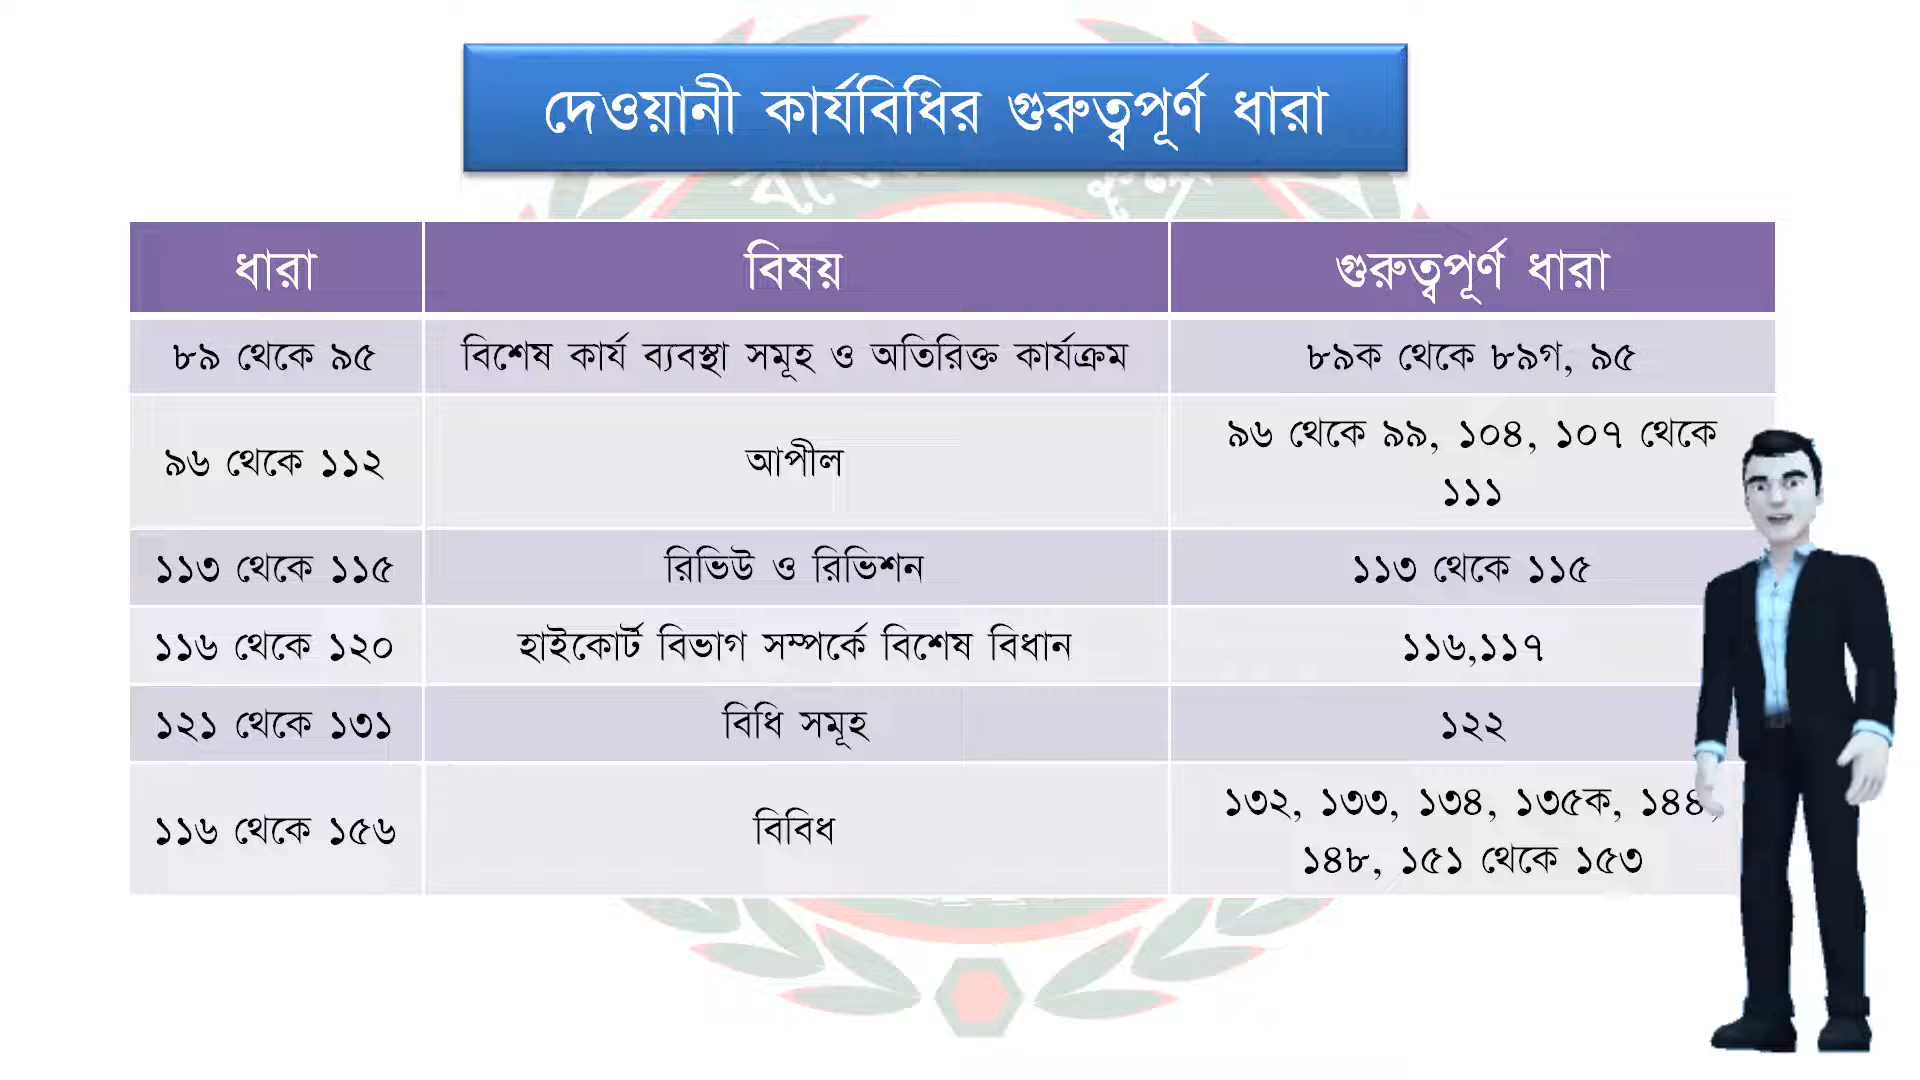 দেওয়ানী কার্যবিধির গুরুত্বপূর্ণ ধারা
ধারা বিষয় গুরুত্বপূর্ণ ধারা
৮৯ থেকে ৯৫ বিশেষ কার্য ব্যবস্থা সমূহ ও অতিরিক্ত কার্যক্রম ৮৯ক থেকে ৮৯গ, ৯৫
৯৬ থেকে ১১২ আপীল ৯৬ থেকে ৯৯, ১০৪, ১০৭ থেকে
১১১
১১৩ থেকে ১১৫ রিভিউ ও রিভিশন ১১৩ থেকে ১১৫
১১৬ থেকে ১২০ হাইকোর্ট বিভাগ সম্পর্কে বিশেষ বিধান ১১৬,১১৭
১২১ থেকে ১৩১ বিধি সমূহ ১২২
১১৬ থেকে ১৫৬ বিবিধ ১৩২, ১৩৩, ১৩৪, ১৩৫ক, ১৪৪,
১৪৮, ১৫১ থেকে ১৫৩